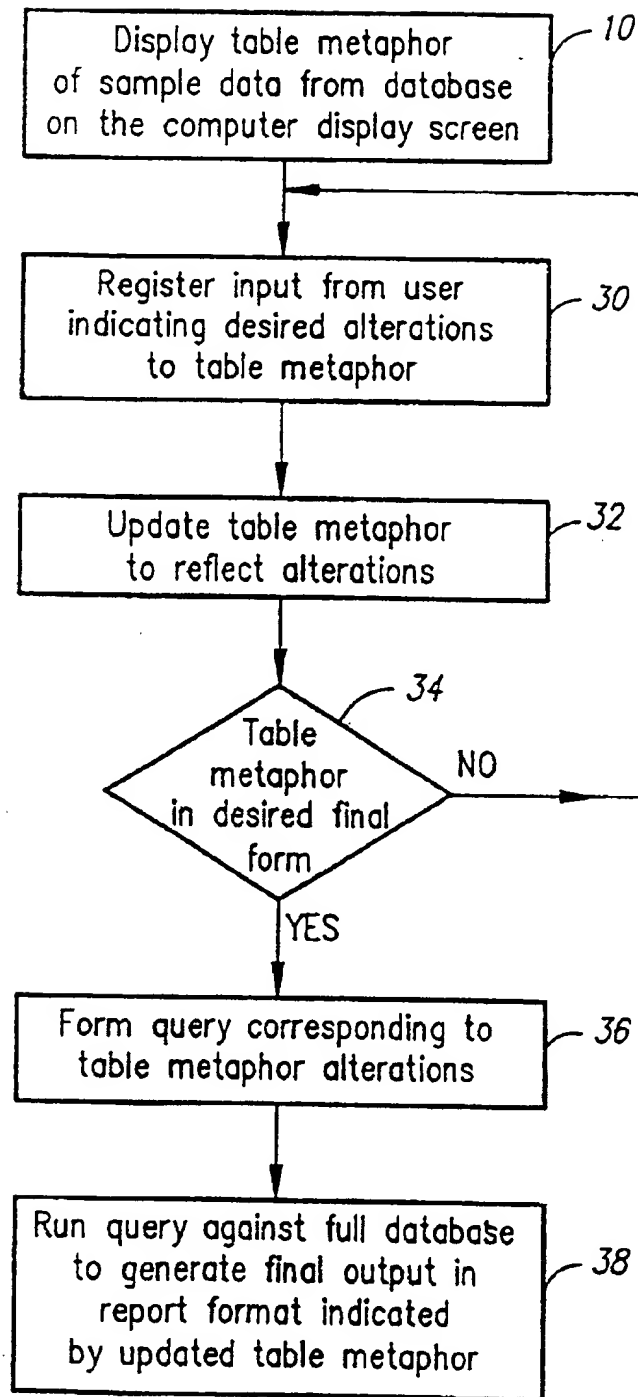 Display table metaphor
of sample data from database
on the computer display screen
10
Register input from user
indicating desired alterations
to table metaphor
30
Update table metaphor
to reflect alterations
32
34
Table
metaphor
in desired final
form
NO
YES
Form query corresponding to
table metaphor alterations
36
Run query against full database
to generate final output in
report format indicated
by updated table metaphor
38